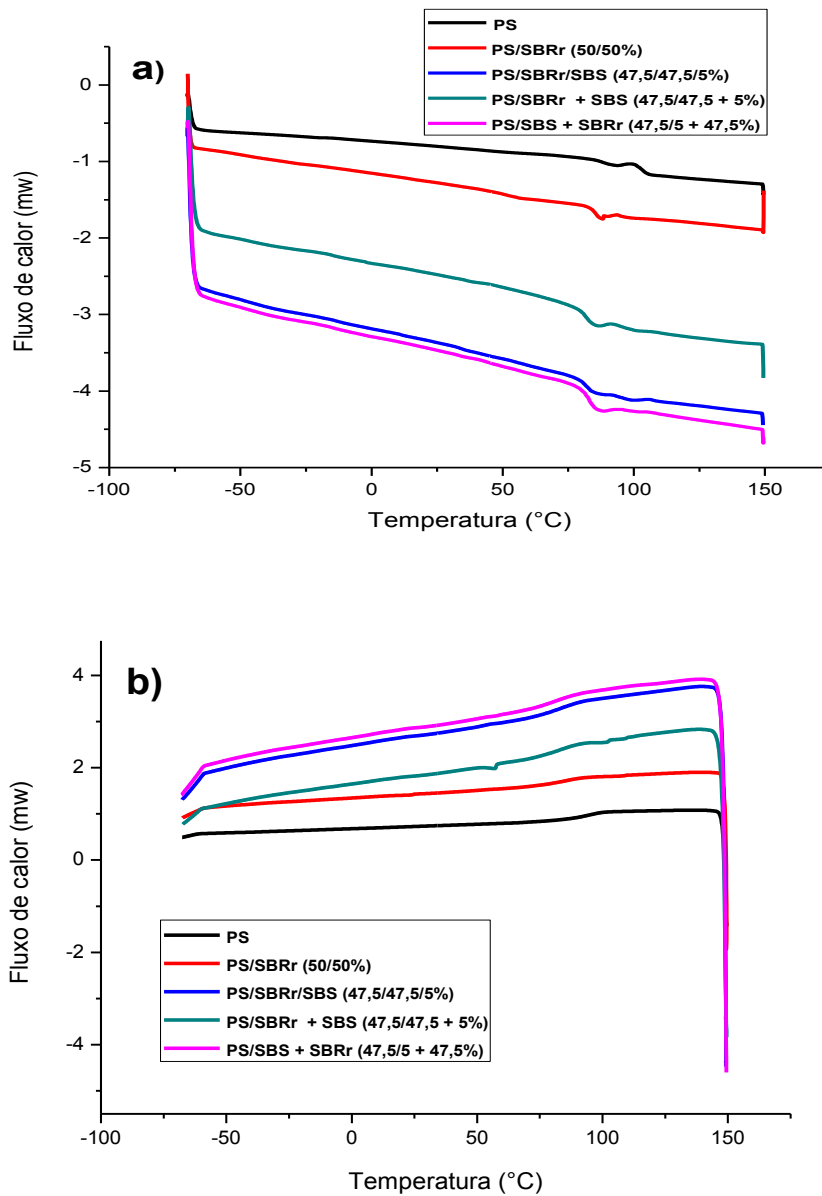 a)
PS
PS/SBRr (50/50%)
PS/SBRr/SBS (47,5/47,5/5%)
PS/SBRr + SBS (47,5/47,5 + 5%)
PS/SBS + SBRr (47,5/5 + 47,5%)
0
-1
-2
-3
-4
-5
Fluxo de calor (mw)
-100
-50
0
50
100
150
Temperatura (°C)
b)
4
2
0
-2
-4
Fluxo de calor (mw)
PS
PS/SBRr (50/50%)
PS/SBRr/SBS (47,5/47,5/5%)
PS/SBRr + SBS (47,5/47,5 + 5%)
PS/SBS + SBRr (47,5/5 + 47,5%)
-100
-50
0
50
100
150
Temperatura (°C)